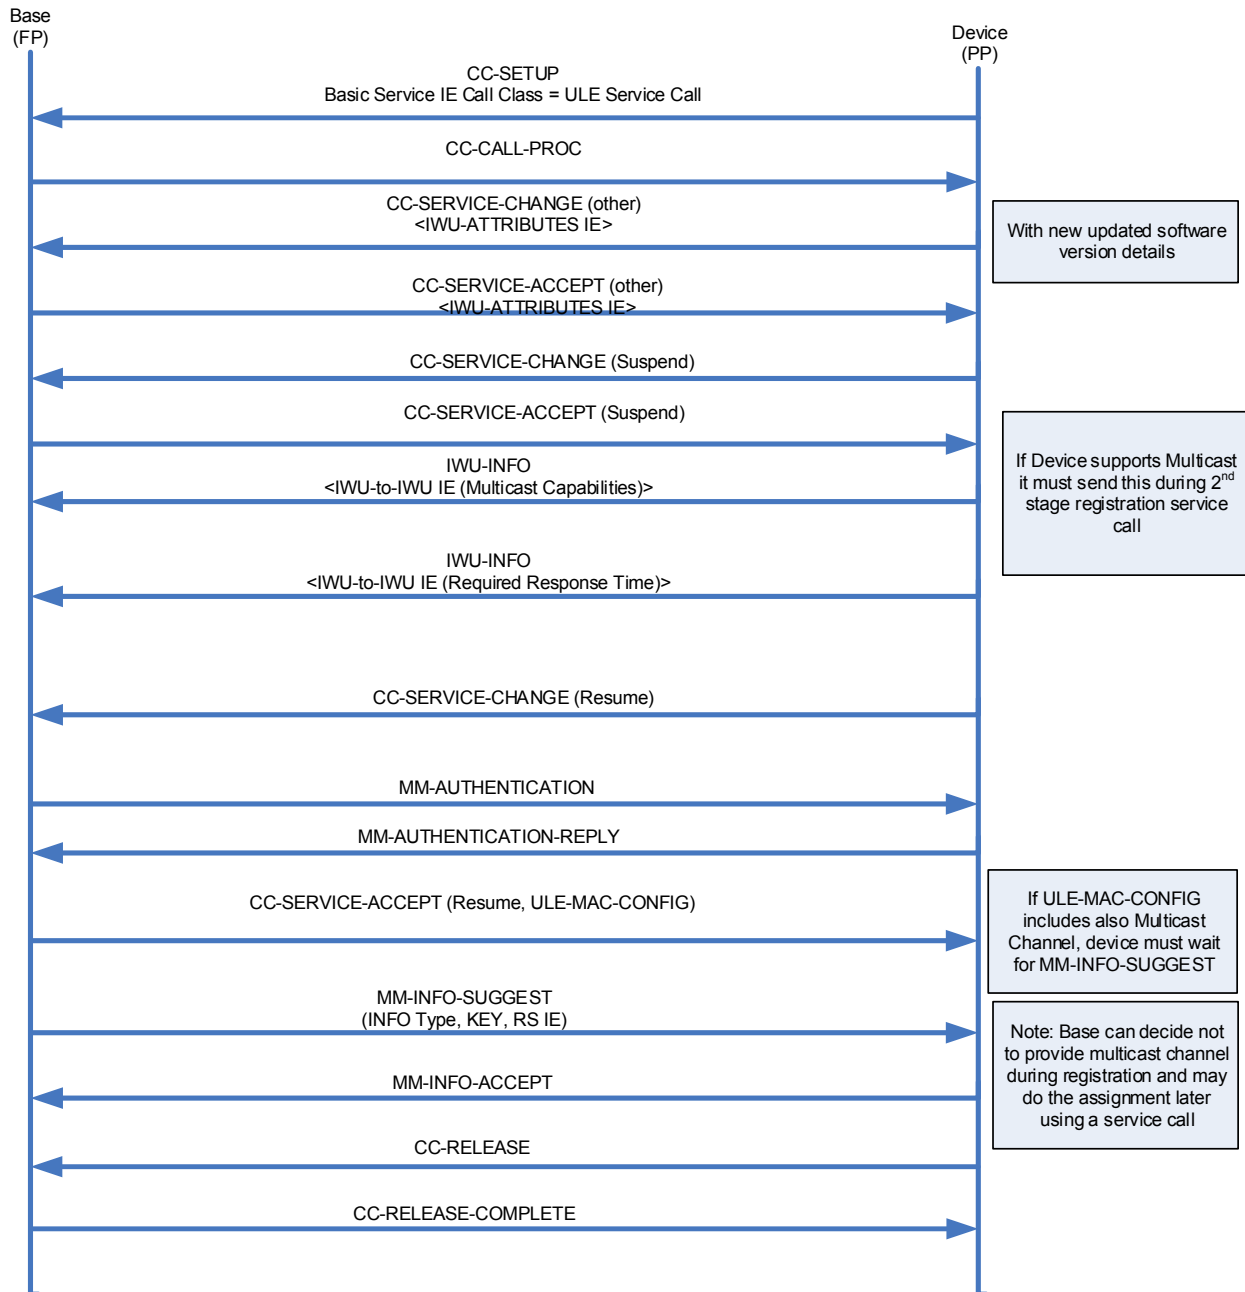 Base
(FP)
Device
(PP)
CC-SETUP
Basic Service IE Call Class = ULE Service Call
CC-CALL-PROC
CC-SERVICE-CHANGE (other)
<IWU-ATTRIBUTES IE>
With new updated software
version details
CC-SERVICE-ACCEPT (other)
<IWU-ATTRIBUTES IE>
CC-SERVICE-CHANGE (Suspend)
CC-SERVICE-ACCEPT (Suspend)
IWU-INFO
<IWU-to-IWU IE (Multicast Capabilities)>
If Device supports Multicast
it must send this during 2nd
stage registration service
call
IWU-INFO
<IWU-to-IWU IE (Required Response Time)>
CC-SERVICE-CHANGE (Resume)
MM-AUTHENTICATION
MM-AUTHENTICATION-REPLY
CC-SERVICE-ACCEPT (Resume, ULE-MAC-CONFIG)
If ULE-MAC-CONFIG
includes also Multicast
Channel, device must wait
for MM-INFO-SUGGEST
MM-INFO-SUGGEST
(INFO Type, KEY, RS IE)
Note: Base can decide not
to provide multicast channel
during registration and may
do the assignment later
using a service call
MM-INFO-ACCEPT
CC-RELEASE
CC-RELEASE-COMPLETE